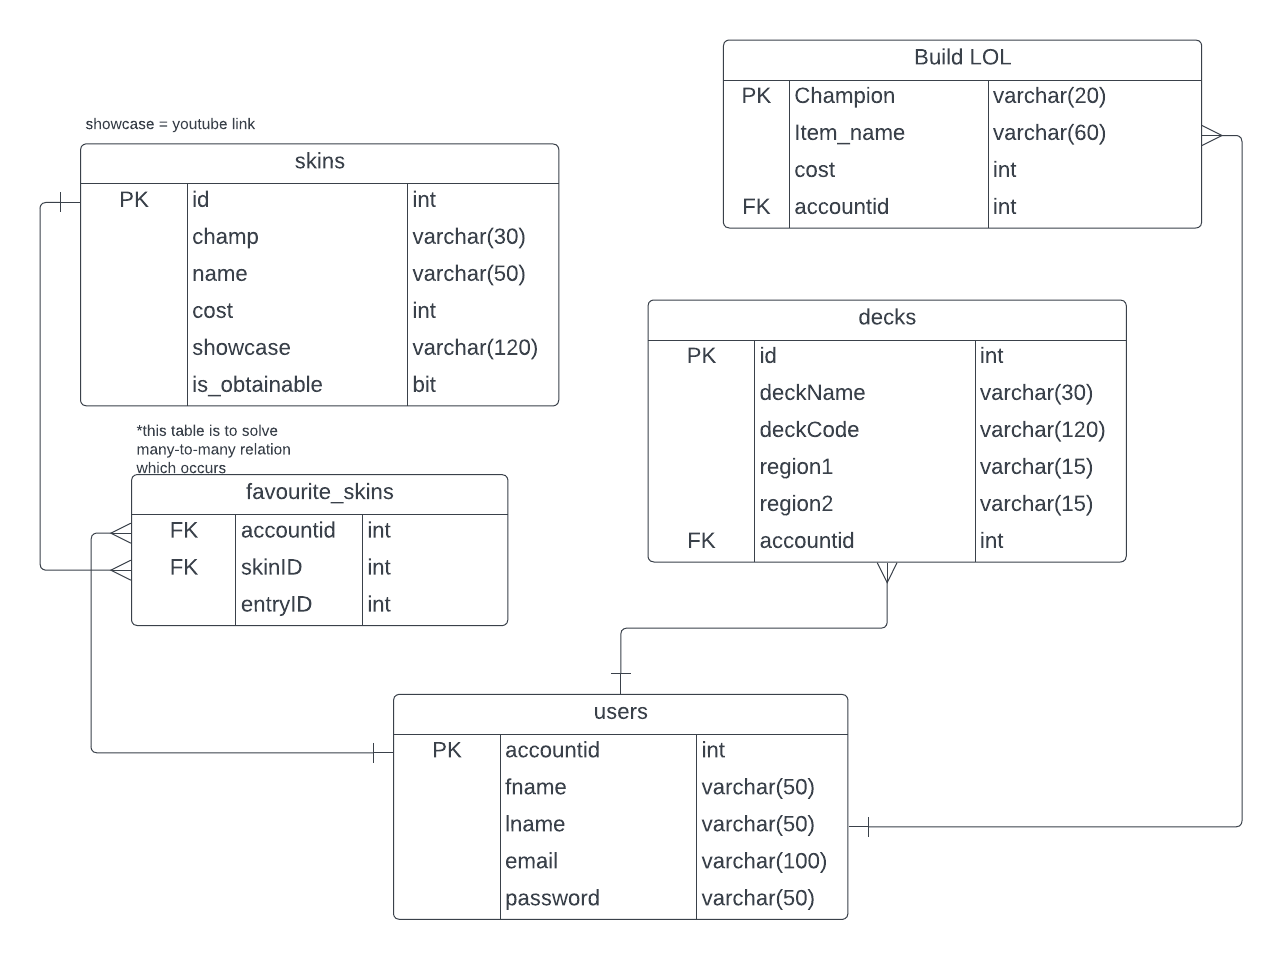 showcase = youtube link
skins
PK id int
champ varchar(30)
name varchar(50)
cost int
showcase varchar(120)
is_obtainable bit
Build LOL
PK Champion varchar(20)
Item_name varchar(60)
cost int
FK accountid int
decks
PK id int
deckName varchar(30)
deckCode varchar(120)
region1 varchar(15)
region2 varchar(15)
FK accountid int
*this table is to solve
many-to-many relation
which occurs
favourite_skins
FK accountid int
FK skinID int
entryID int
users
PK accountid int
fname varchar(50)
lname varchar(50)
email varchar(100)
password varchar(50)